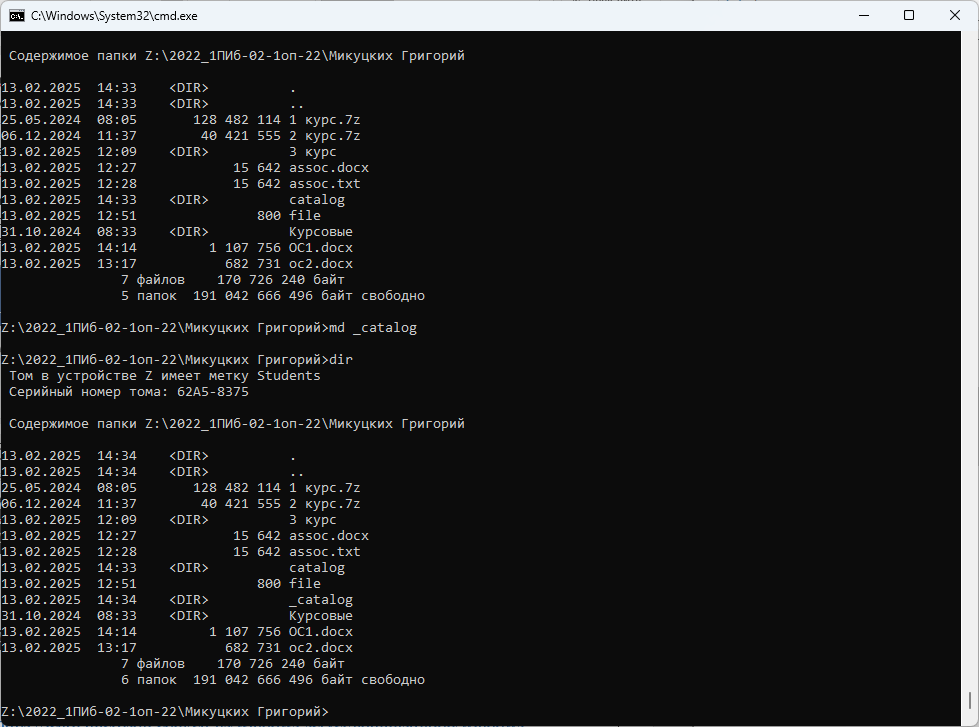 C:\Windows\System32\cmd.exe
Содержимое папки Z:\2022_1ПИб-02-1оп-22\Микуцких Григорий
13.02.2025  14:33    <DIR>          .
13.02.2025  14:33    <DIR>          ..
25.05.2024  08:05       128 482 114 1 курс.7z
06.12.2024  11:37        40 421 555 2 курс.7z
13.02.2025  12:09    <DIR>          3 курс
13.02.2025  12:27            15 642 assoc.docx
13.02.2025  12:28            15 642 assoc.txt
13.02.2025  14:33    <DIR>          catalog
13.02.2025  12:51               800 file
31.10.2024  08:33    <DIR>          Курсовые
13.02.2025  14:14         1 107 756 ОС1.docx
13.02.2025  13:17           682 731 ос2.docx
7 файлов    170 726 240 байт
5 папок  191 042 666 496 байт свободно
Z:\2022_1ПИб-02-1оп-22\Микуцких Григорий>md _catalog
Z:\2022_1ПИб-02-1оп-22\Микуцких Григорий>dir
Том в устройстве Z имеет метку Students
Серийный номер тома: 62A5-8375
Содержимое папки Z:\2022_1ПИб-02-1оп-22\Микуцких Григорий
13.02.2025  14:34    <DIR>          .
13.02.2025  14:34    <DIR>          ..
25.05.2024  08:05       128 482 114 1 курс.7z
06.12.2024  11:37        40 421 555 2 курс.7z
13.02.2025  12:09    <DIR>          3 курс
13.02.2025  12:27            15 642 assoc.docx
13.02.2025  12:28            15 642 assoc.txt
13.02.2025  14:33    <DIR>          catalog
13.02.2025  12:51               800 file
13.02.2025  14:34    <DIR>          _catalog
31.10.2024  08:33    <DIR>          Курсовые
13.02.2025  14:14         1 107 756 ОС1.docx
13.02.2025  13:17           682 731 ос2.docx
7 файлов    170 726 240 байт
6 папок  191 042 666 496 байт свободно
Z:\2022_1ПИб-02-1оп-22\Микуцких Григорий>